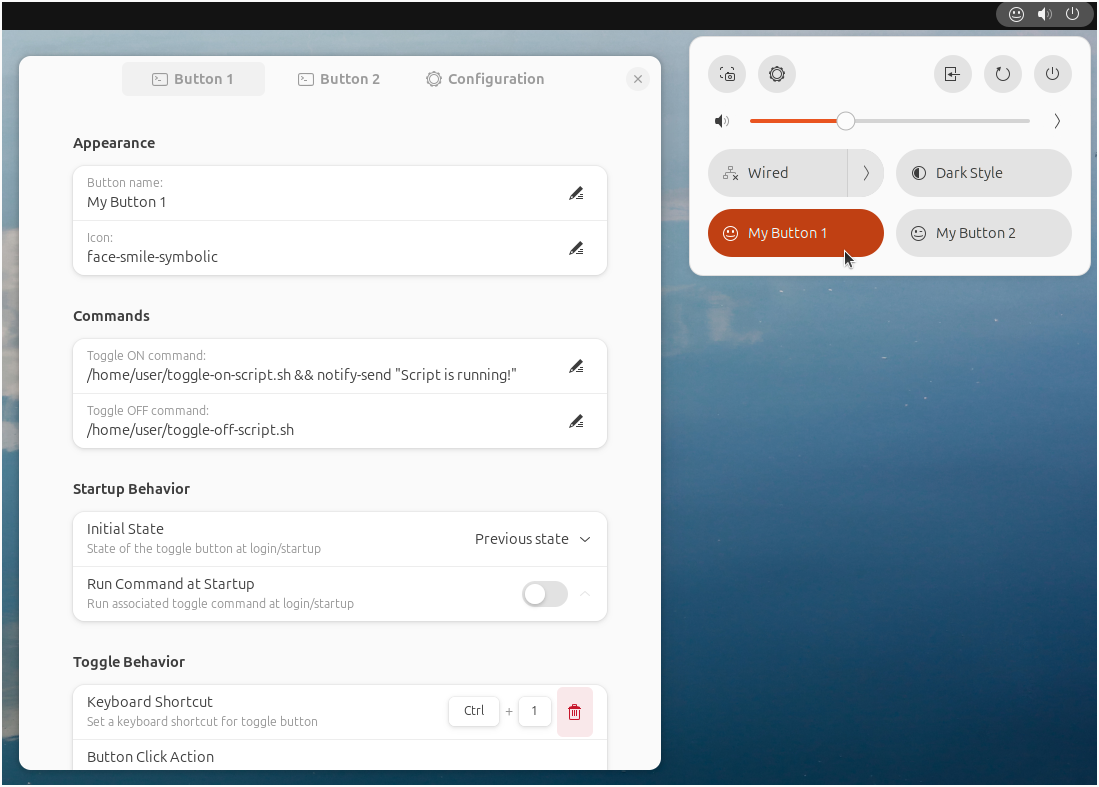 Button 1
Button 2
Configuration
Appearance
Button name:
My Button 1
Icon:
face-smile-symbolic
Commands
Toggle ON command:
/home/user/toggle-on-script.sh && notify-send "Script is running!"
Toggle OFF command:
/home/user/toggle-off-script.sh
Startup Behavior
Initial State
State of the toggle button at login/startup
Previous state
Run Command at Startup
Run associated toggle command at login/startup
Toggle Behavior
Keyboard Shortcut
Set a keyboard shortcut for toggle button
Ctrl + 1
Button Click Action
Wired
Dark Style
My Button 1
My Button 2